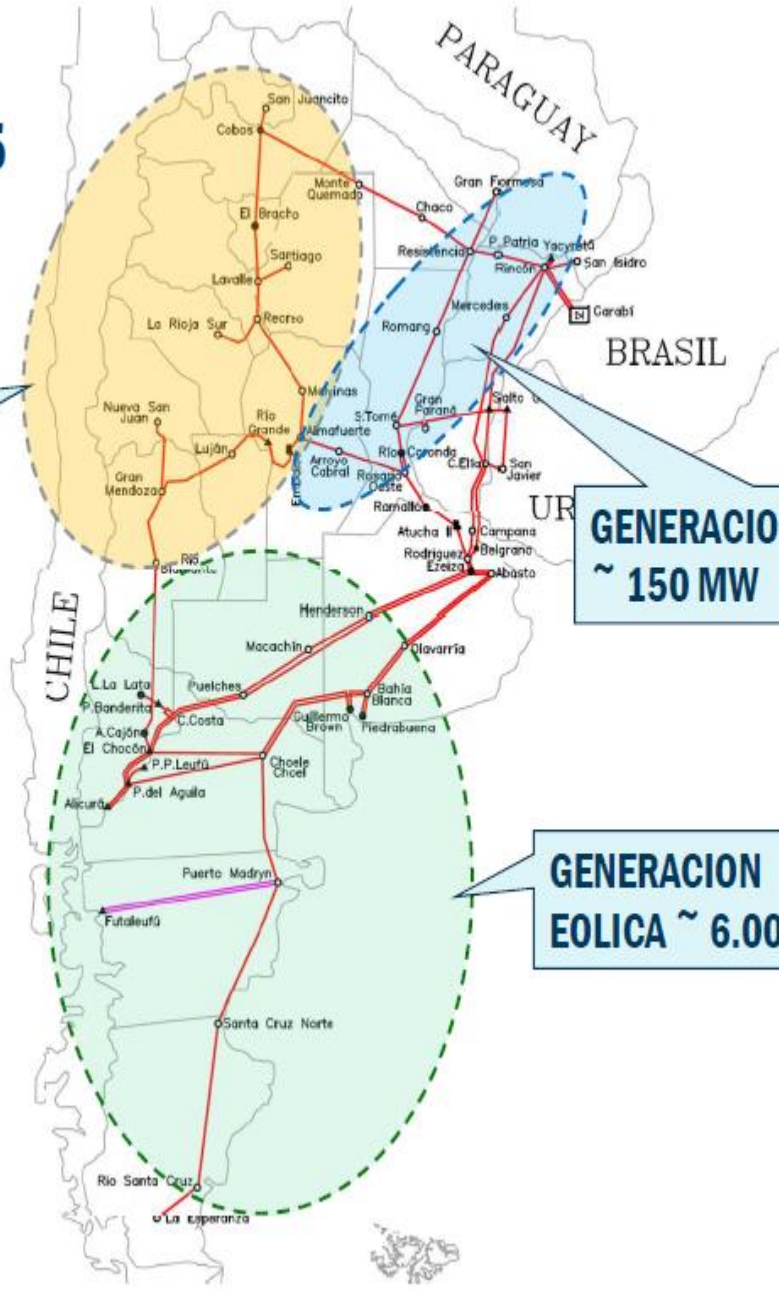 PARAGUAY
San Juancito
Cobos
5
Monte
Quemado
Gran Formosa
Chaco
El Bracho
Resistencia
P.Patria
Yacyretá
Rincón
San Isidro
Santiago
Lavalle
Mercedes
Garabí
La Rioja Sur
Recreo
Romang
BRASIL
Malvinas
Nueva San
Juan
Río
Grande
Almafuerte
S.Tomé
Gran
Paraná
Salto
Luján
Arroyo
Cabral
Río Coronda
C.Elía
San
Javier
Gran
Mendoza
Rosario
Oeste
Ramallo
UR
GENERACIO
~ 150 MW
Atucha II
Campana
Río
Rodriguez
Belgrano
Ezeiza
Abasto
CHILE
Henderson
Macachín
Olavarría
L.La Lata
Puelches
Bahía
Blanca
P.Banderita
C.Costa
Guillermo
Brown
Piedrabuena
A.Cajón
El Chocón
P.P.Leufú
Choele
Choel
P.del Aguila
Alicurá
Puerto Madryn
GENERACION
EOLICA ~ 6.00
Futaleufú
Santa Cruz Norte
Rio Santa Cruz
La Esperanza